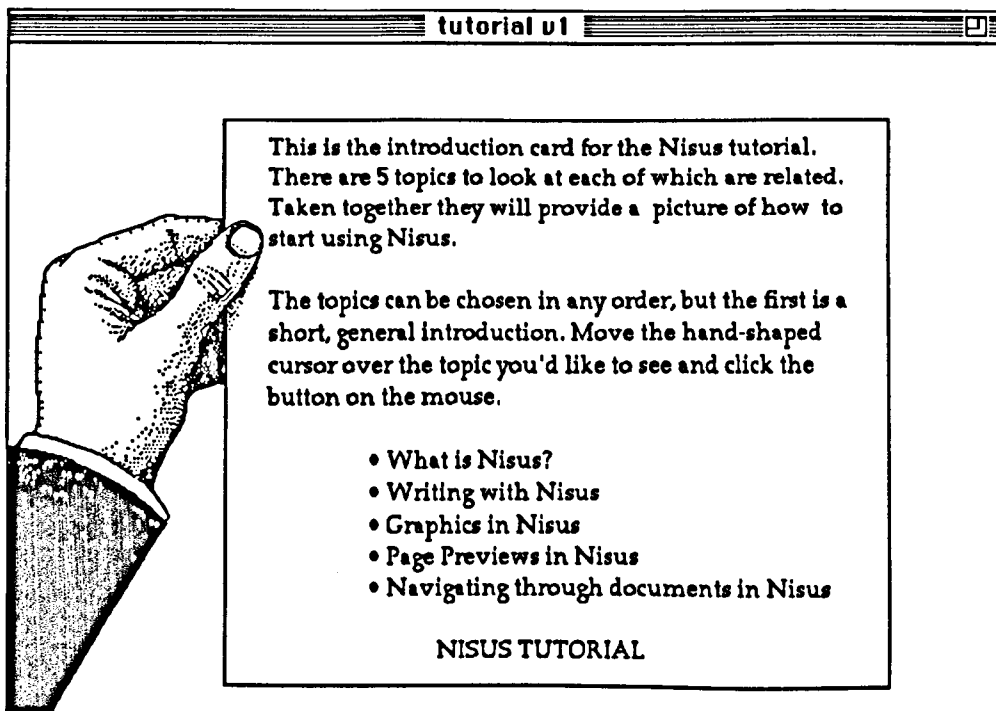 tutorial v1
This is the introduction card for the Nisus tutorial.
There are 5 topics to look at each of which are related.
Taken together they will provide a picture of how to
start using Nisus.
The topics can be chosen in any order, but the first is a
short, general introduction. Move the hand-shaped
cursor over the topic you'd like to see and click the
button on the mouse.
• What is Nisus?
• Writing with Nisus
• Graphics in Nisus
• Page Previews in Nisus
• Navigating through documents in Nisus
NISUS TUTORIAL